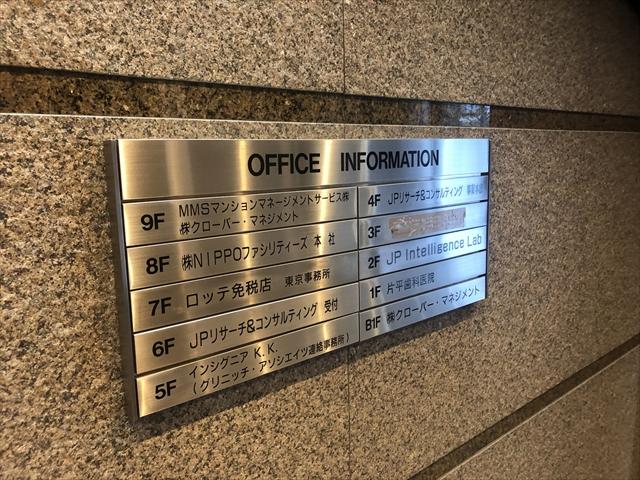 OFFICE INFORMATION
9F MMSマンションマネージメントサービス㈱
㈱クローバー・マネジメント
8F ㈱NIPPOファシリティーズ 本 社
7F ロッテ免税店 東京事務所
6F JPリサーチ&コンサルティング 受付
5F インシグニア K.K.
(グリニッチ・アソシエイツ連絡事務所)
4F JPリサーチ&コンサルティング 事業本部
3F
2F JP Intelligence Lab
1F 片平歯科医院
B1F ㈱クローバー・マネジメント